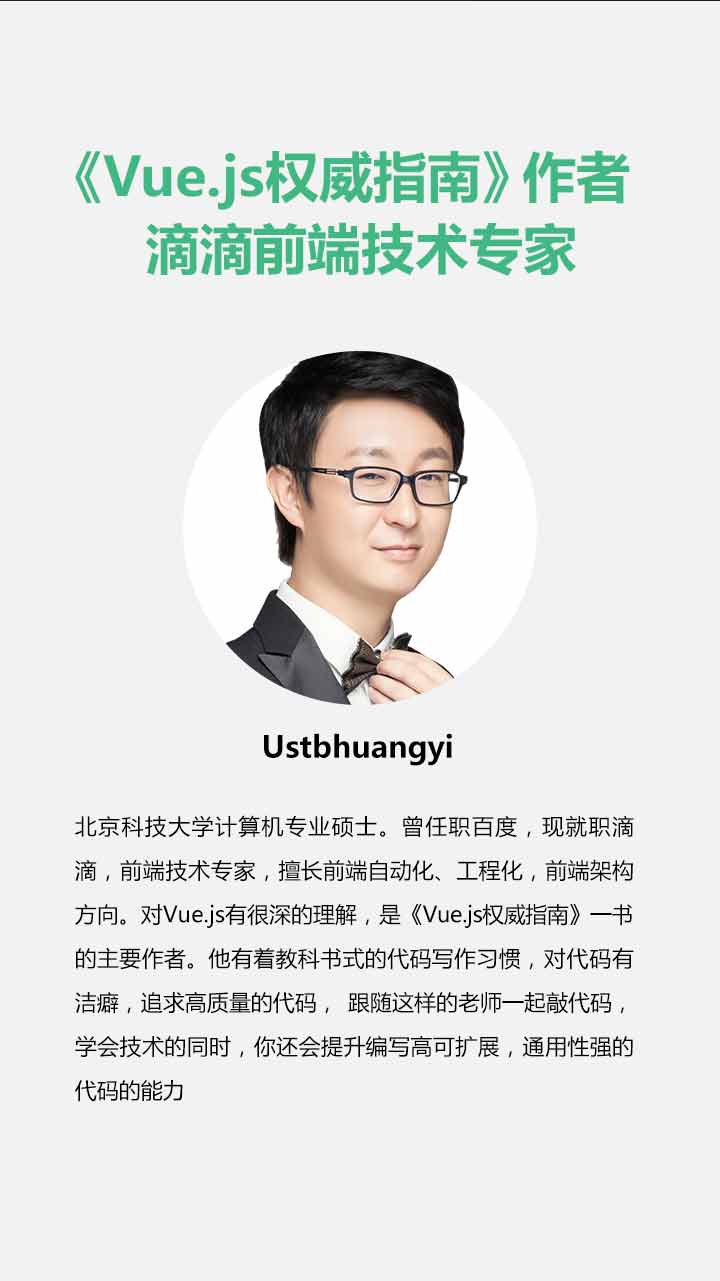 《Vue.js权威指南》作者
滴滴前端技术专家
Ustbhuangyi
北京科技大学计算机专业硕士。曾任职百度，现就职滴
滴，前端技术专家，擅长前端自动化、工程化，前端架构
方向。对Vue.js有很深的理解，是《Vue.js权威指南》一书
的主要作者。他有着教科书式的代码写作习惯，对代码有
洁癖，追求高质量的代码， 跟随这样的老师一起敲代码，
学会技术的同时，你还会提升编写高可扩展，通用性强的
代码的能力